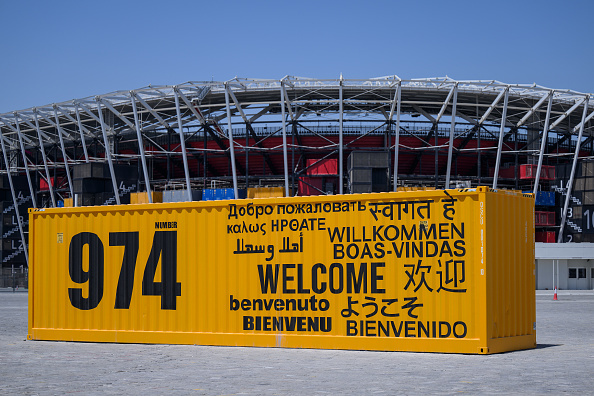 NUMBER
974
Добро пожаловать
स्वागत हे
καλως ΗΡΘΑΤΕ
أهلا وسهلا
WILLKOMMEN
BOAS-VINDAS
WELCOME
欢迎
benvenuto
ようこそ
BIENVENU
BIENVENIDO